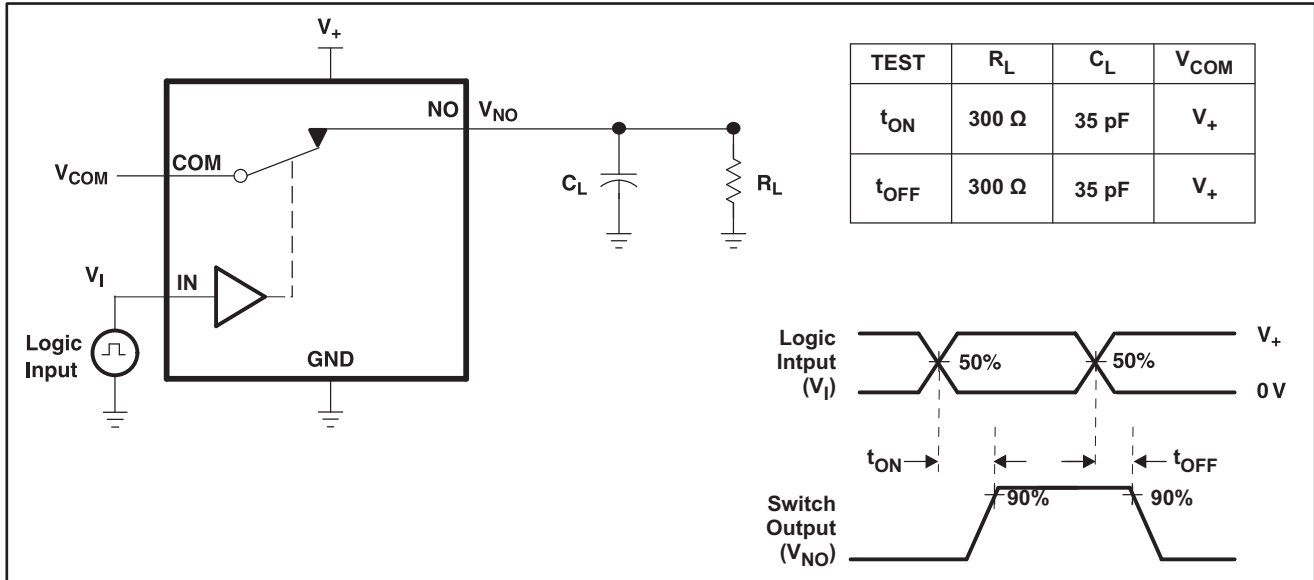 V+
NO VNO
COM
VCOM
CL
RL
VI
IN
Logic
Input
GND
TEST RL CL VCOM
tON 300 Ω 35 pF V+
tOFF 300 Ω 35 pF V+
Logic
Intput
(VI)
V+
50% 50%
0 V
tON tOFF
90% 90%
Switch
Output
(VNO)